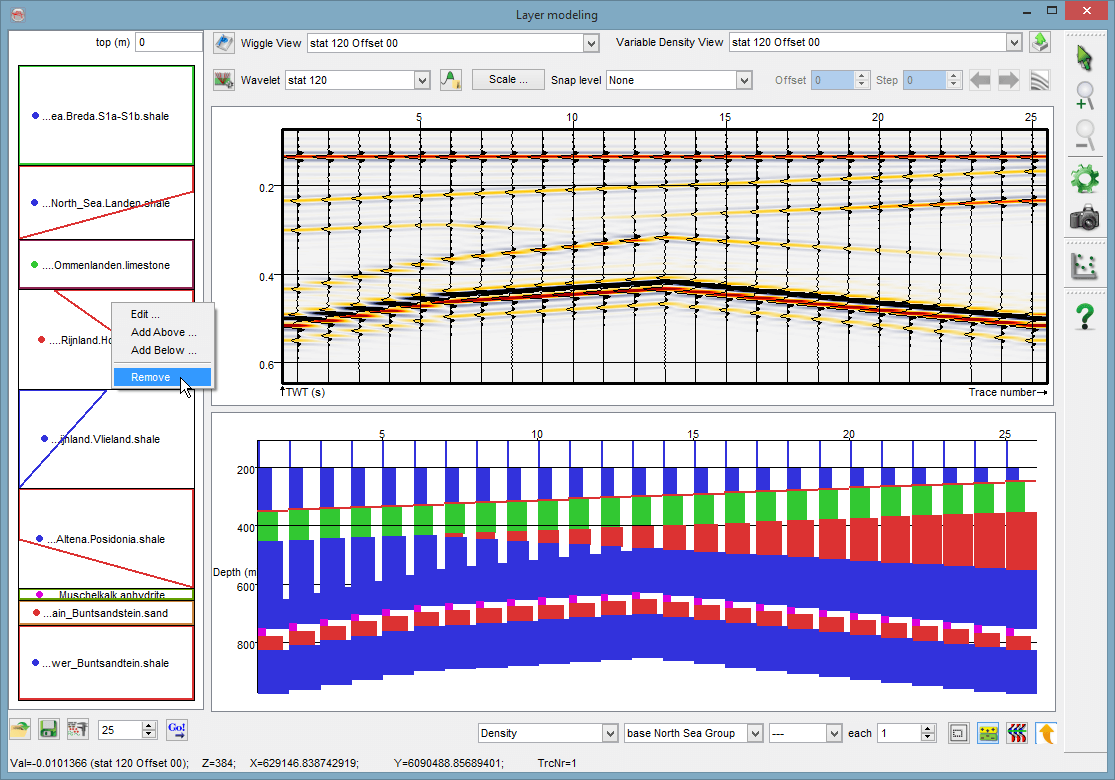 Layer modeling
top (m) 0
Wiggle View stat 120 Offset 00 Variable Density View stat 120 Offset 00
Wavelet stat 120 Scale ... Snap level None Offset 0 Step 0
...ea.Breda.S1a-S1b.shale
...North_Sea.Landen.shale
....Ommenlanden.limestone
....Rijnland.Ho
...ijnland.Vlieland.shale
...Altena.Posidonia.shale
Muschelkalk.anhydrite
...ain_Buntsandstein.sand
...wer_Buntsandtein.shale
Edit ...
Add Above ...
Add Below ...
Remove
5 10 15 20 25
0.2
0.4
0.6
TWT (s) Trace number
5 10 15 20 25
200
400
Depth (m
600
800
25 Go! Density base North Sea Group --- each 1
Val=-0.0101366 (stat 120 Offset 00); Z=384; X=629146.838742919; Y=6090488.85689401; TrcNr=1